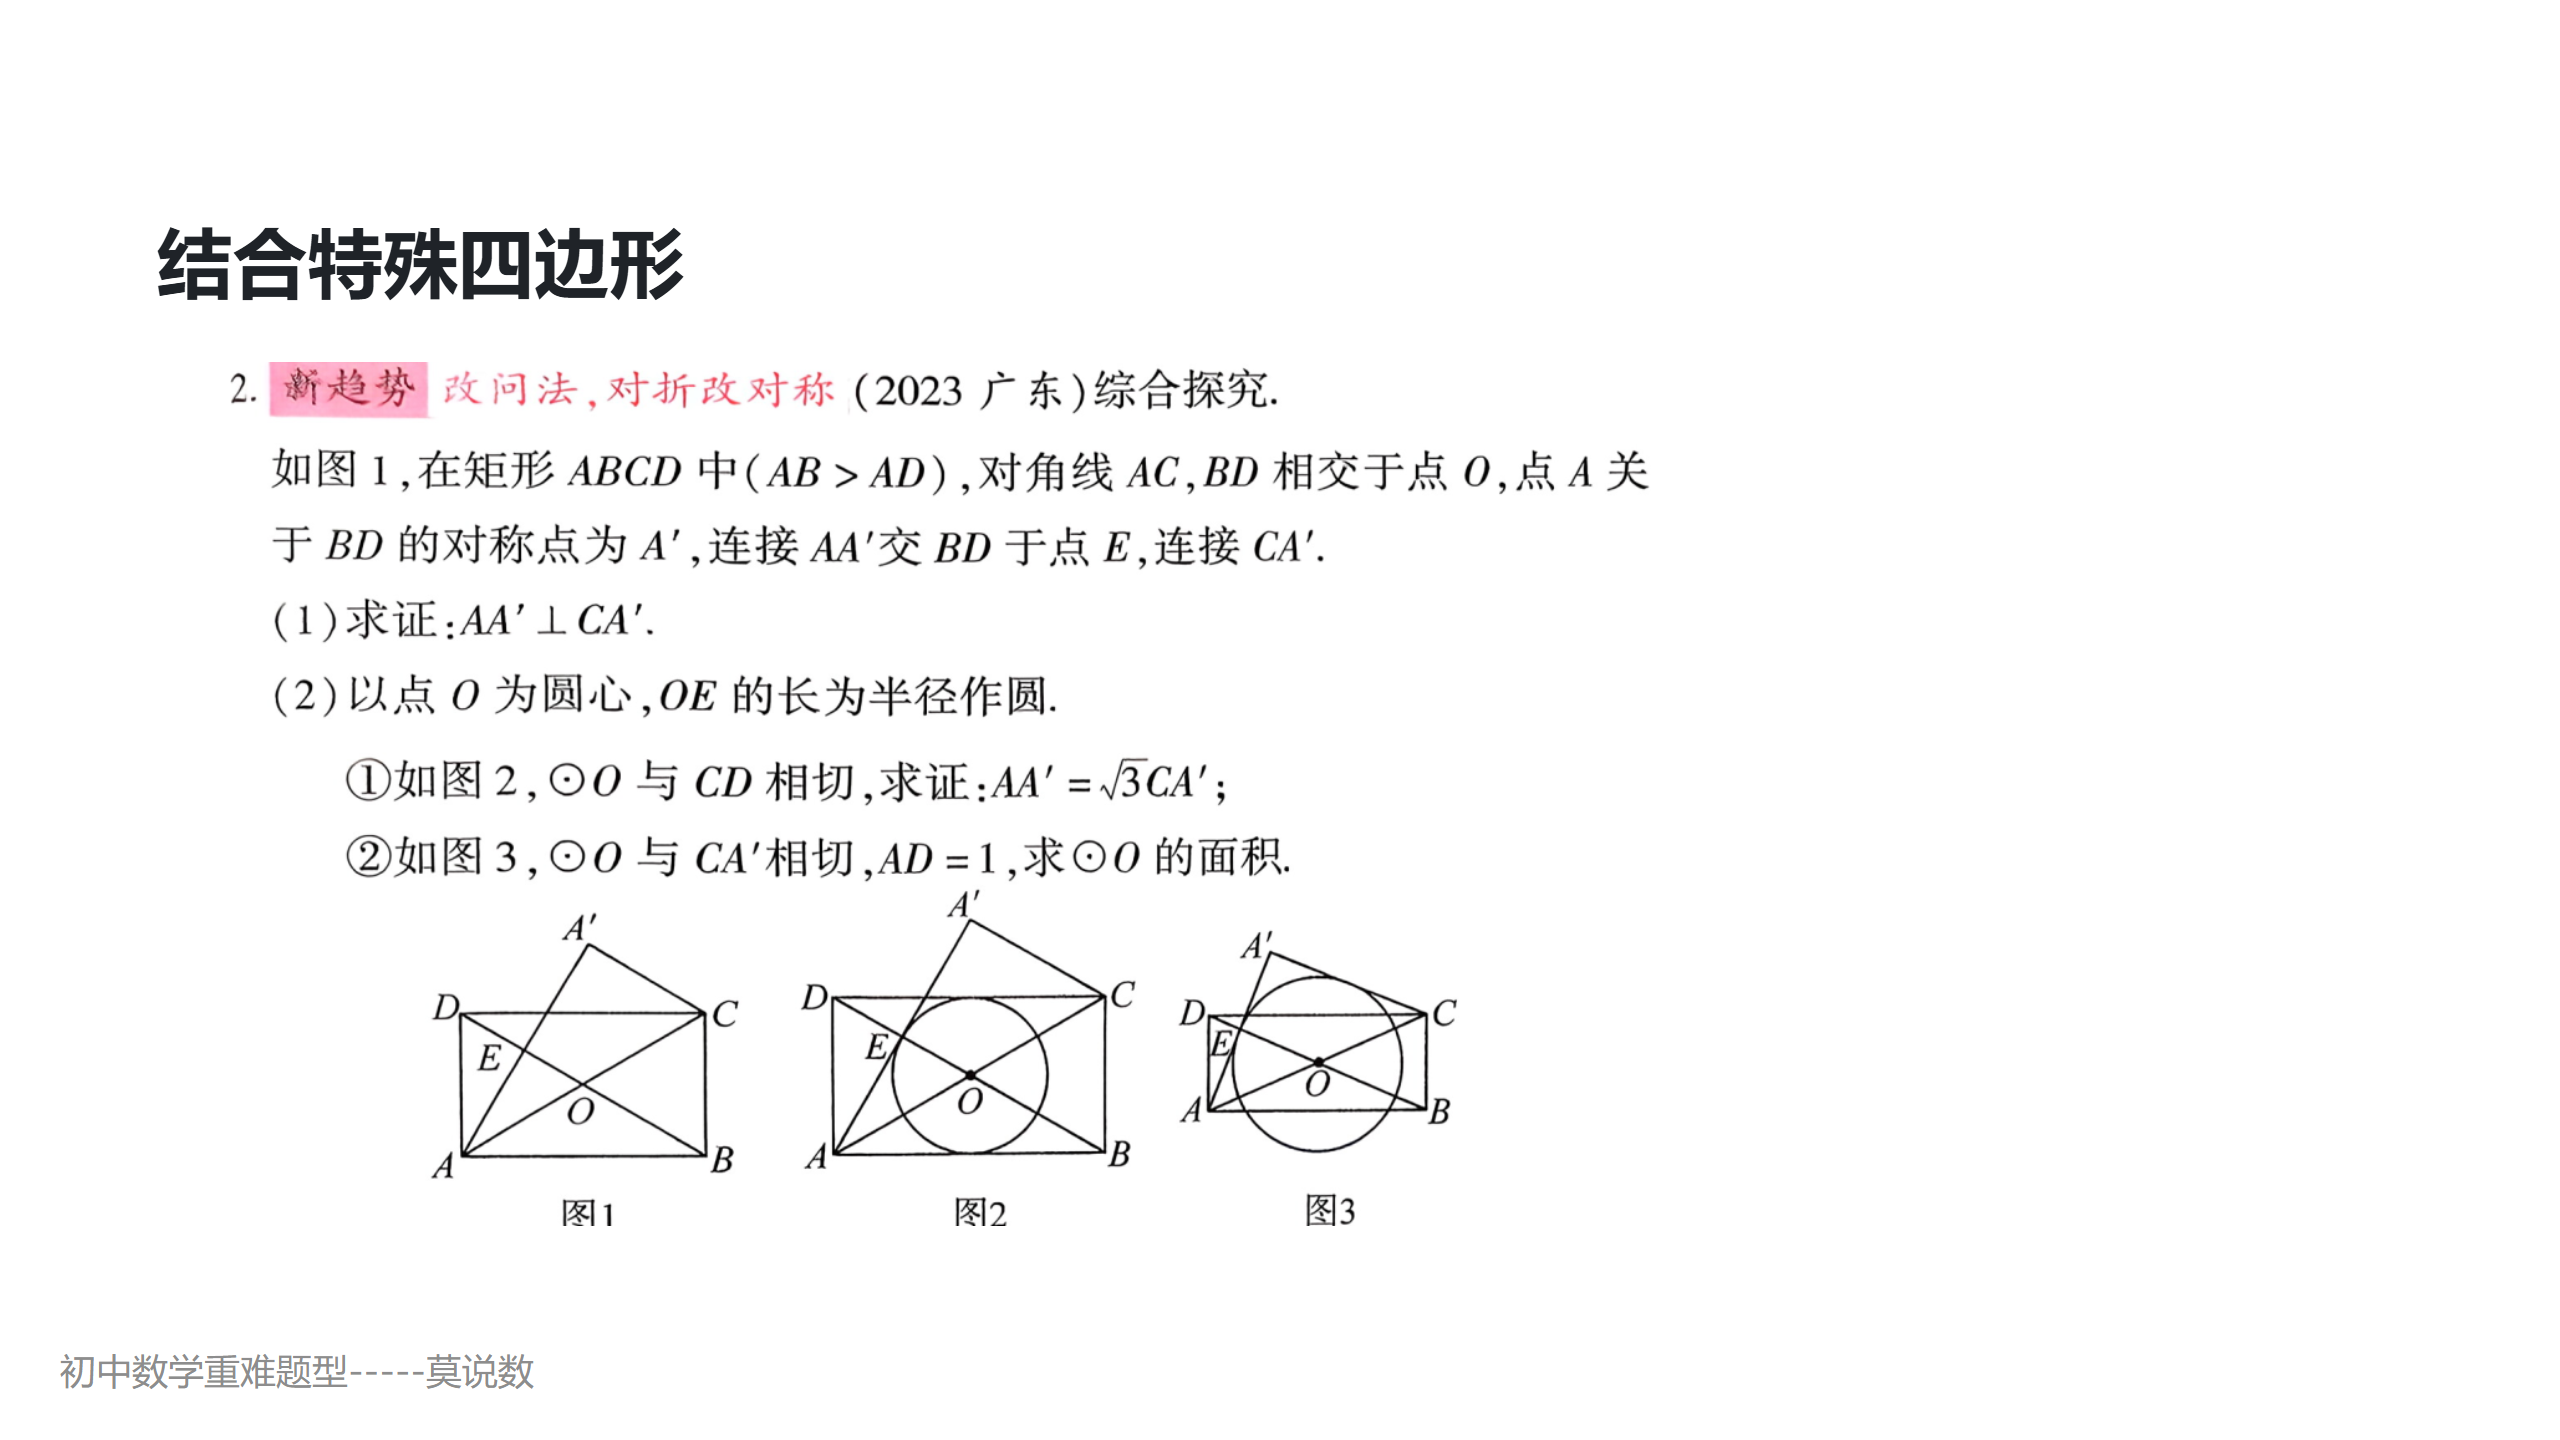 结合特殊四边形
2. 新趋势 改问法,对折改对称 (2023 广东)综合探究.
如图 1,在矩形 ABCD 中(AB > AD),对角线 AC,BD 相交于点 O,点 A 关
于 BD 的对称点为 A′,连接 AA′交 BD 于点 E,连接 CA′.
(1)求证:AA′⊥CA′.
(2)以点 O 为圆心,OE 的长为半径作圆.
①如图 2,⊙O 与 CD 相切,求证:AA′=√3CA′;
②如图 3,⊙O 与 CA′相切,AD=1,求⊙O 的面积.
A′
D
C
E
O
A
B
图1
A′
D
C
E
O
A
B
图2
A′
D
C
E
O
A
B
图3
初中数学重难题型-----莫说数